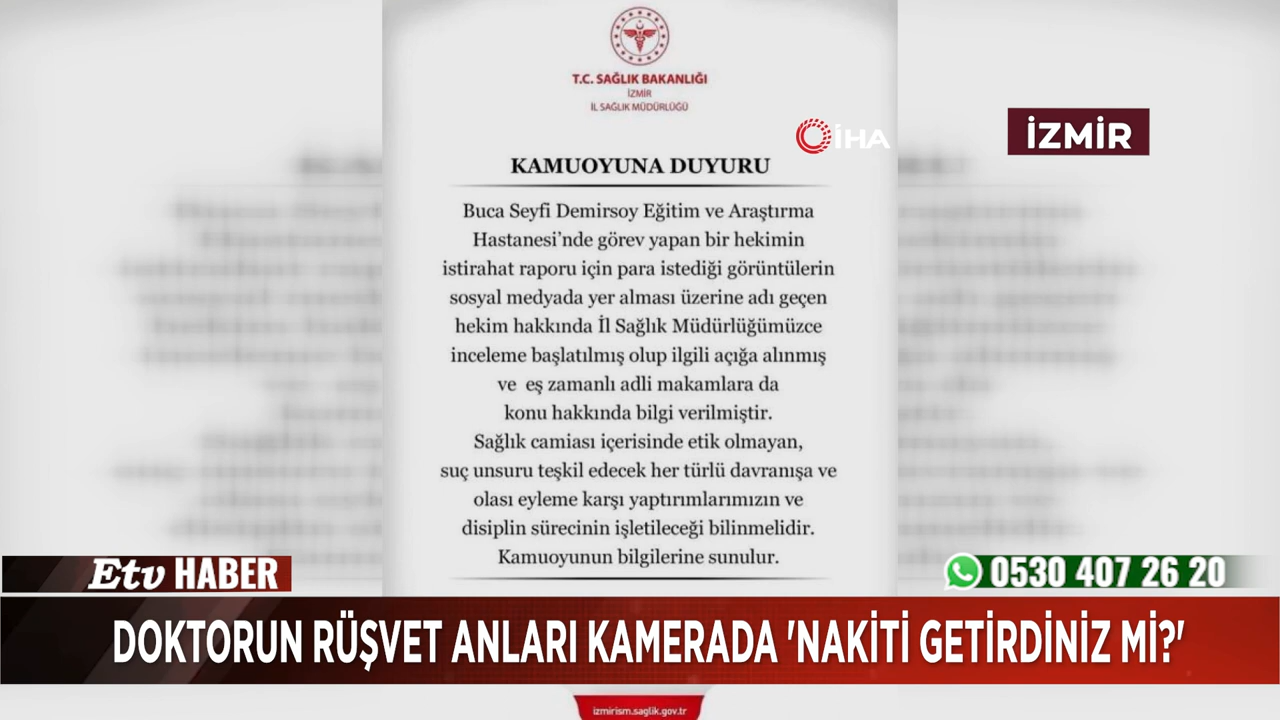 T.C. SAĞLIK BAKANLIĞI
İZMİR
İL SAĞLIK MÜDÜRLÜĞÜ
İHA
İZMİR
KAMUOYUNA DUYURU
Buca Seyfi Demirsoy Eğitim ve Araştırma
Hastanesi’nde görev yapan bir hekimin
istirahat raporu için para istediği görüntülerin
sosyal medyada yer alması üzerine adı geçen
hekim hakkında İl Sağlık Müdürlüğümüzce
inceleme başlatılmış olup ilgili açığa alınmış
ve eş zamanlı adli makamlara da
konu hakkında bilgi verilmiştir.
Sağlık camiası içerisinde etik olmayan,
suç unsuru teşkil edecek her türlü davranışa ve
olası eyleme karşı yaptırımlarımızın ve
disiplin sürecinin işletileceği bilinmelidir.
Kamuoyunun bilgilerine sunulur.
Etv HABER
0530 407 26 20
DOKTORUN RÜŞVET ANLARI KAMERADA 'NAKİTİ GETİRDİNİZ Mİ?'
izmirism.saglik.gov.tr